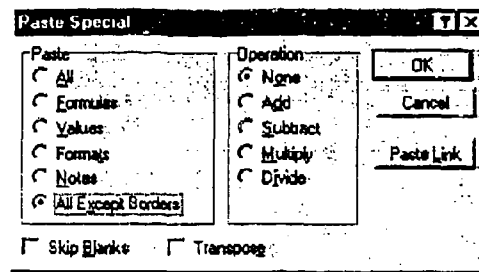 Paste Special
Paste
All
Formulas
Values
Formats
Notes
All Except Borders
Operation
None
Add
Subtract
Multiply
Divide
OK
Cancel
Paste Link
Skip Blanks
Transpose